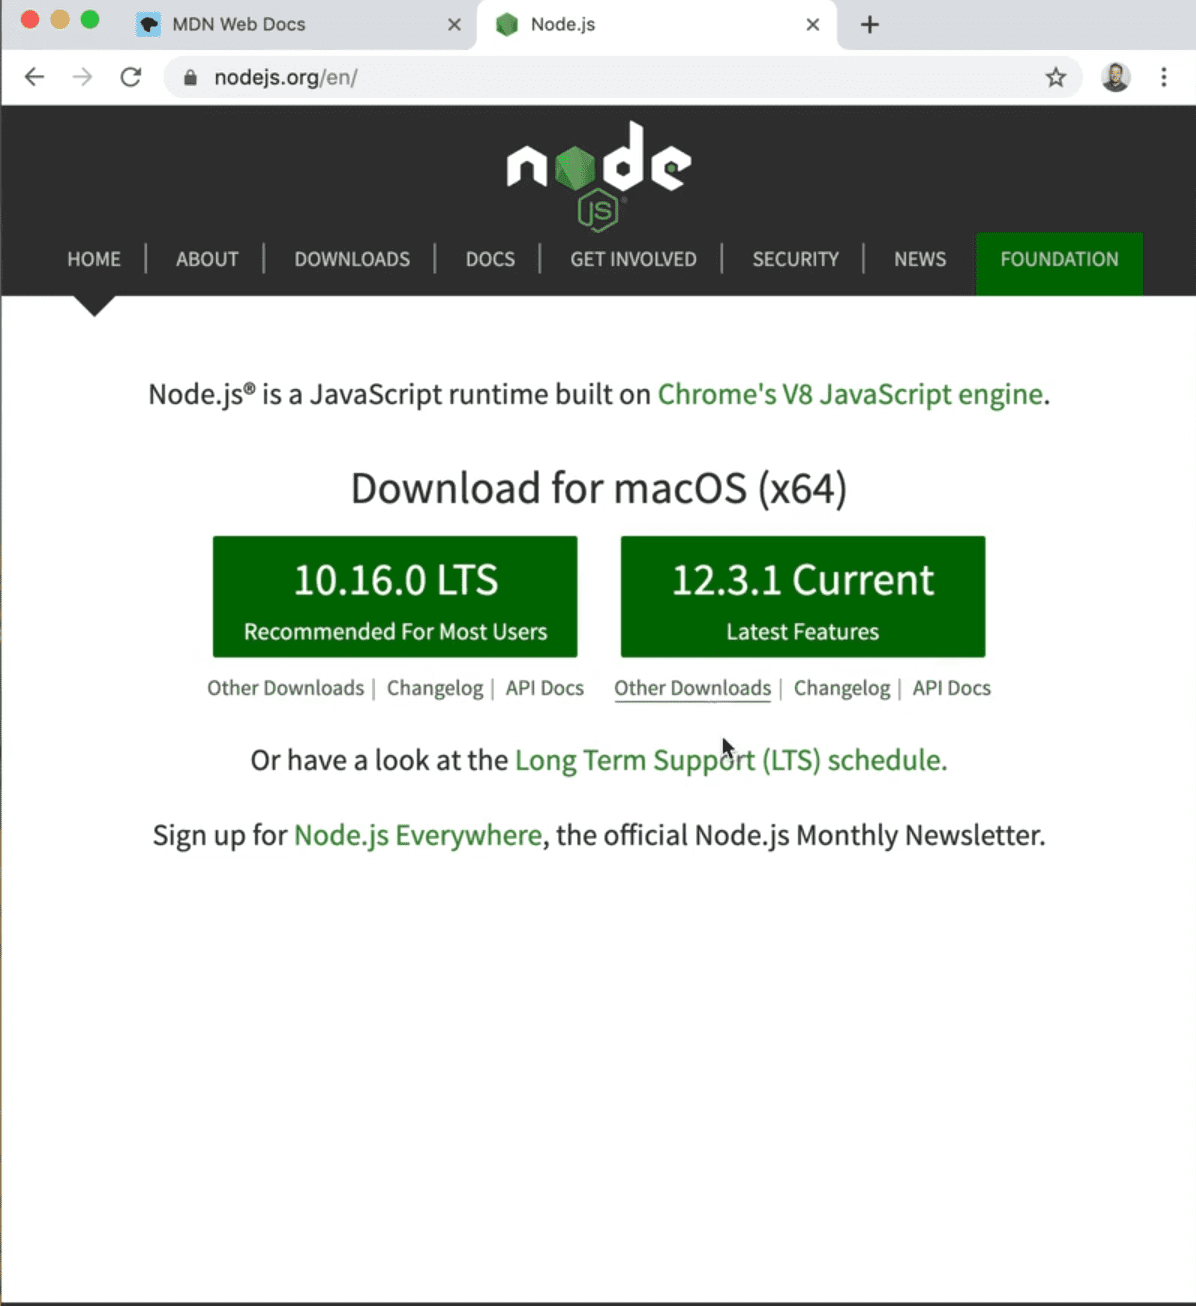 MDN Web Docs
Node.js
nodejs.org/en/
node
JS
HOME | ABOUT | DOWNLOADS | DOCS | GET INVOLVED | SECURITY | NEWS FOUNDATION
Node.js® is a JavaScript runtime built on Chrome's V8 JavaScript engine.
Download for macOS (x64)
10.16.0 LTS
Recommended For Most Users
12.3.1 Current
Latest Features
Other Downloads | Changelog | API Docs
Other Downloads | Changelog | API Docs
Or have a look at the Long Term Support (LTS) schedule.
Sign up for Node.js Everywhere, the official Node.js Monthly Newsletter.